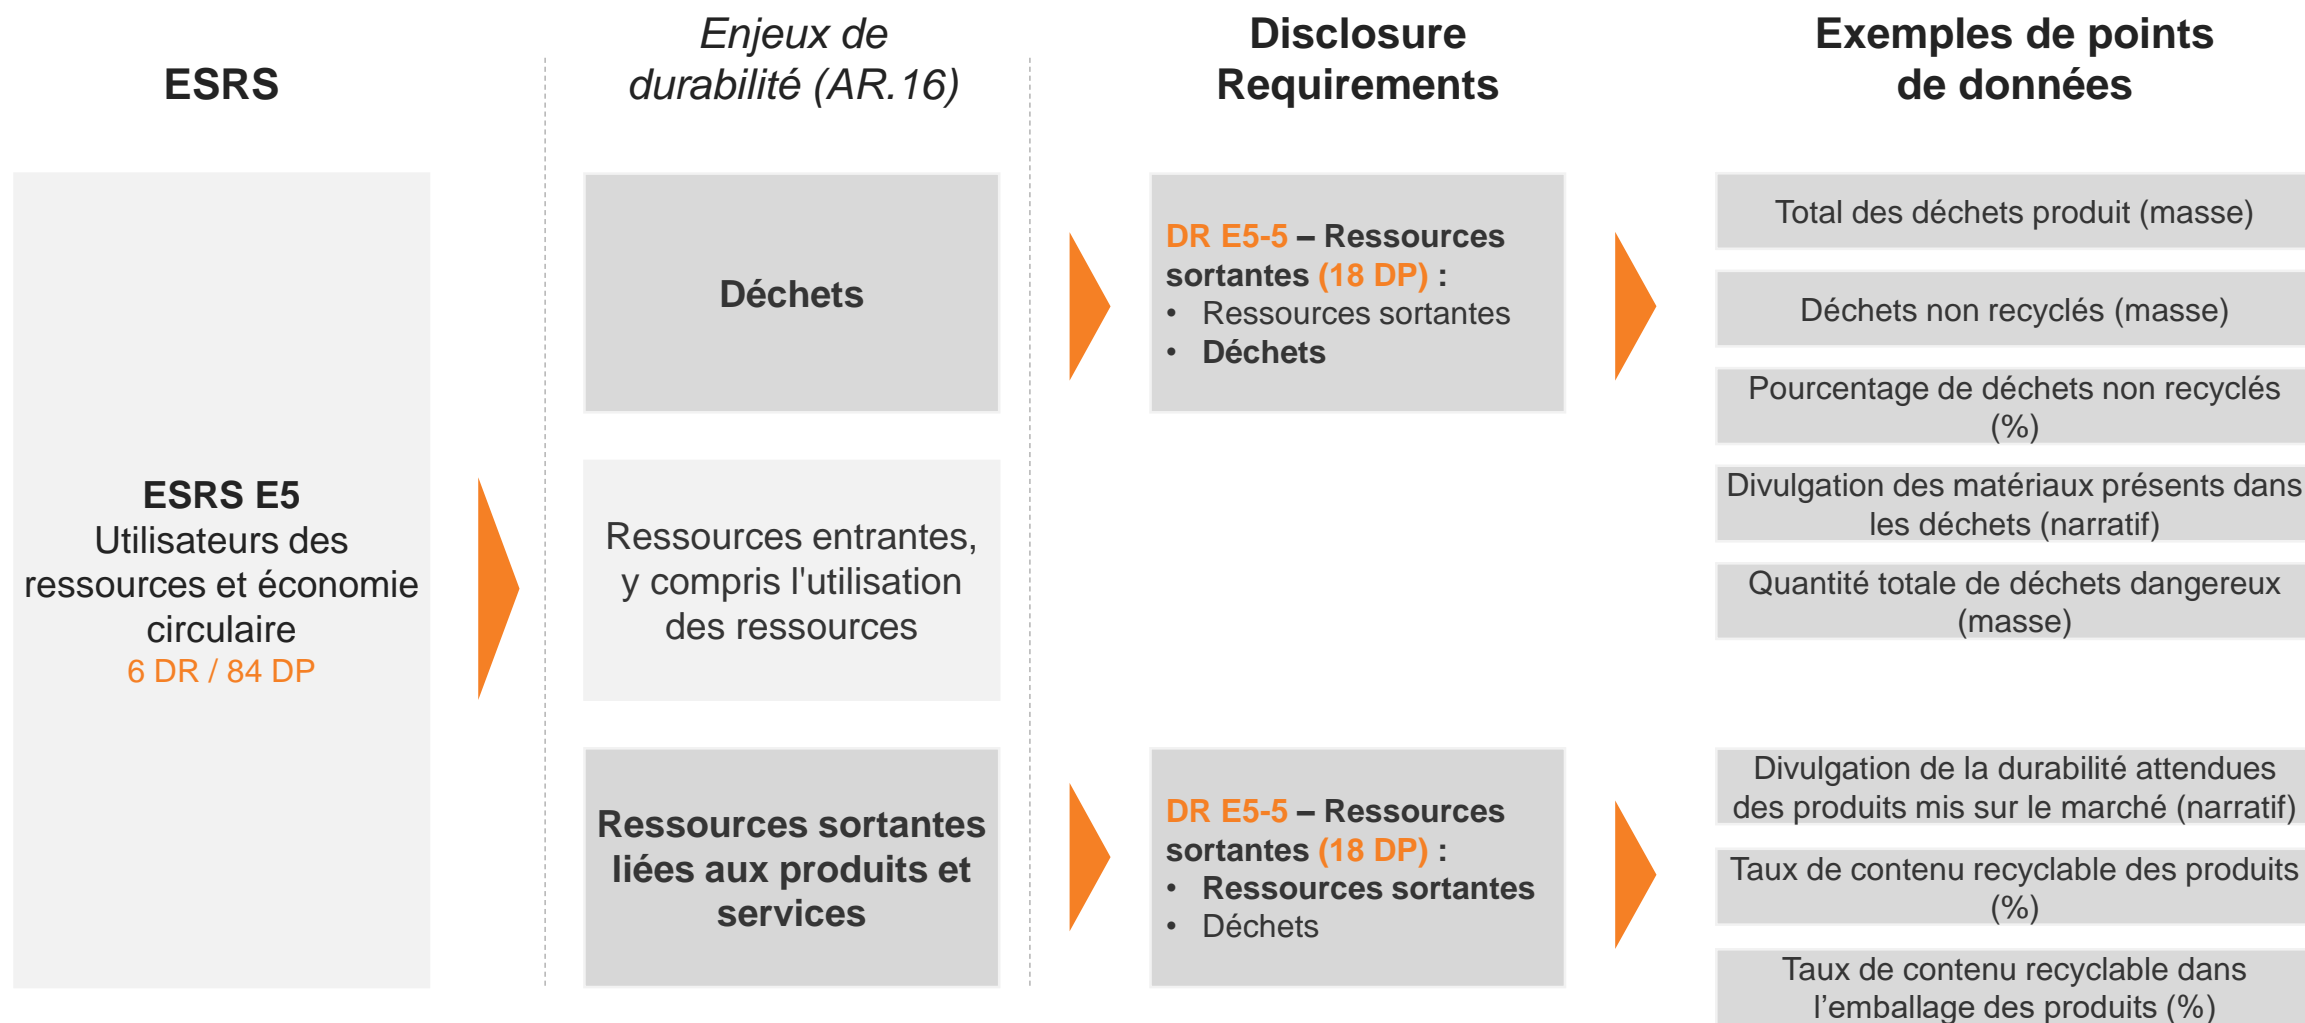 ESRS
Enjeux de
durabilité (AR.16)
Disclosure
Requirements
Exemples de points
de données
ESRS E5
Utilisateurs des
ressources et économie
circulaire
6 DR / 84 DP
Déchets
DR E5-5 – Ressources
sortantes (18 DP) :
• Ressources sortantes
• Déchets
Total des déchets produit (masse)
Déchets non recyclés (masse)
Pourcentage de déchets non recyclés
(%)
Divulgation des matériaux présents dans
les déchets (narratif)
Quantité totale de déchets dangereux
(masse)
Ressources entrantes,
y compris l'utilisation
des ressources
Ressources sortantes
liées aux produits et
services
DR E5-5 – Ressources
sortantes (18 DP) :
• Ressources sortantes
• Déchets
Divulgation de la durabilité attendues
des produits mis sur le marché (narratif)
Taux de contenu recyclable des produits
(%)
Taux de contenu recyclable dans
l’emballage des produits (%)